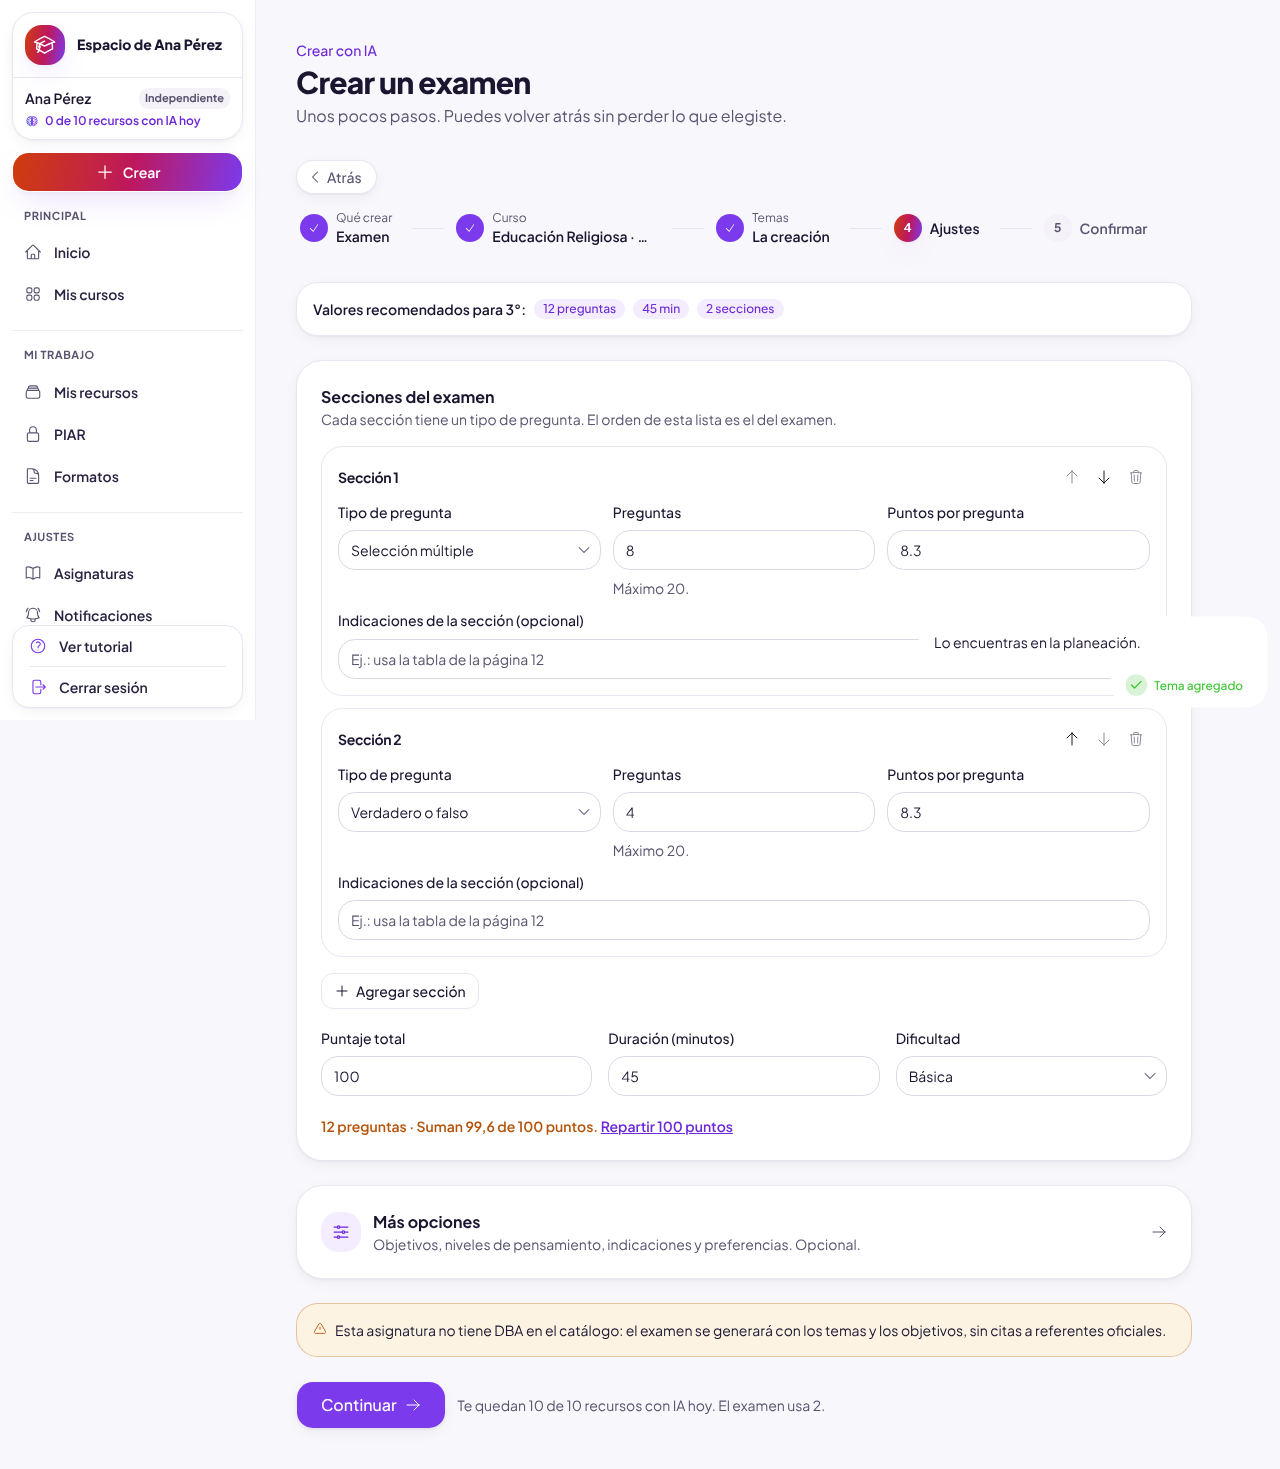 Espacio de Ana Pérez
Ana Pérez
Independiente
0 de 10 recursos con IA hoy
Crear
PRINCIPAL
Inicio
Mis cursos
MI TRABAJO
Mis recursos
PIAR
Formatos
AJUSTES
Asignaturas
Notificaciones
Ver tutorial
Cerrar sesión
Crear con IA
Crear un examen
Unos pocos pasos. Puedes volver atrás sin perder lo que elegiste.
Atrás
Qué crear
Examen
Curso
Educación Religiosa · ...
Temas
La creación
4
Ajustes
5
Confirmar
Valores recomendados para 3°:
12 preguntas
45 min
2 secciones
Secciones del examen
Cada sección tiene un tipo de pregunta. El orden de esta lista es el del examen.
Sección 1
Tipo de pregunta
Preguntas
Puntos por pregunta
Selección múltiple
8
8.3
Máximo 20.
Indicaciones de la sección (opcional)
Ej.: usa la tabla de la página 12
Lo encuentras en la planeación.
Tema agregado
Sección 2
Tipo de pregunta
Preguntas
Puntos por pregunta
Verdadero o falso
4
8.3
Máximo 20.
Indicaciones de la sección (opcional)
Ej.: usa la tabla de la página 12
Agregar sección
Puntaje total
Duración (minutos)
Dificultad
100
45
Básica
12 preguntas · Suman 99,6 de 100 puntos. Repartir 100 puntos
Más opciones
Objetivos, niveles de pensamiento, indicaciones y preferencias. Opcional.
Esta asignatura no tiene DBA en el catálogo: el examen se generará con los temas y los objetivos, sin citas a referentes oficiales.
Continuar
Te quedan 10 de 10 recursos con IA hoy. El examen usa 2.